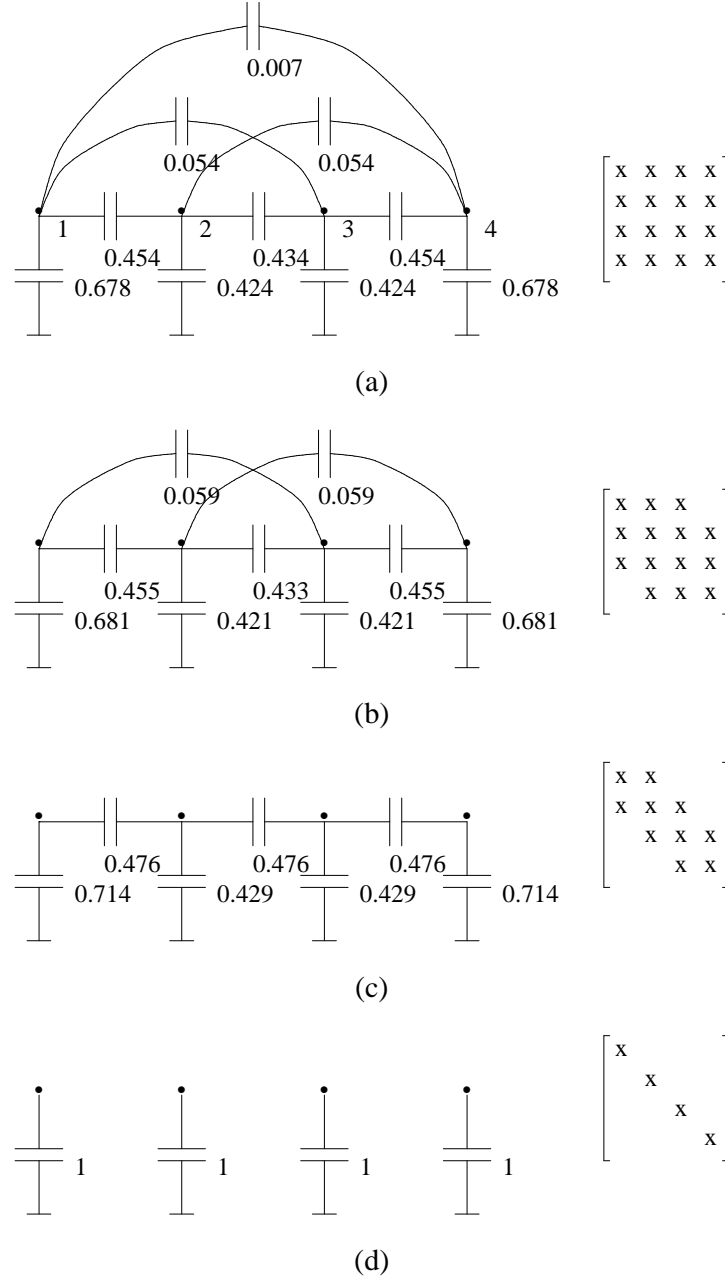 0.007
0.054 0.054
1 2 3 4
0.454 0.434 0.454
0.678 0.424 0.424 0.678
x x x x
x x x x
x x x x
x x x x
(a)
0.059 0.059
0.455 0.433 0.455
0.681 0.421 0.421 0.681
x x x
x x x x
x x x x
x x x
(b)
0.476 0.476 0.476
0.714 0.429 0.429 0.714
x x
x x x
x x x
x x
(c)
1 1 1 1
x
x
x
x
(d)